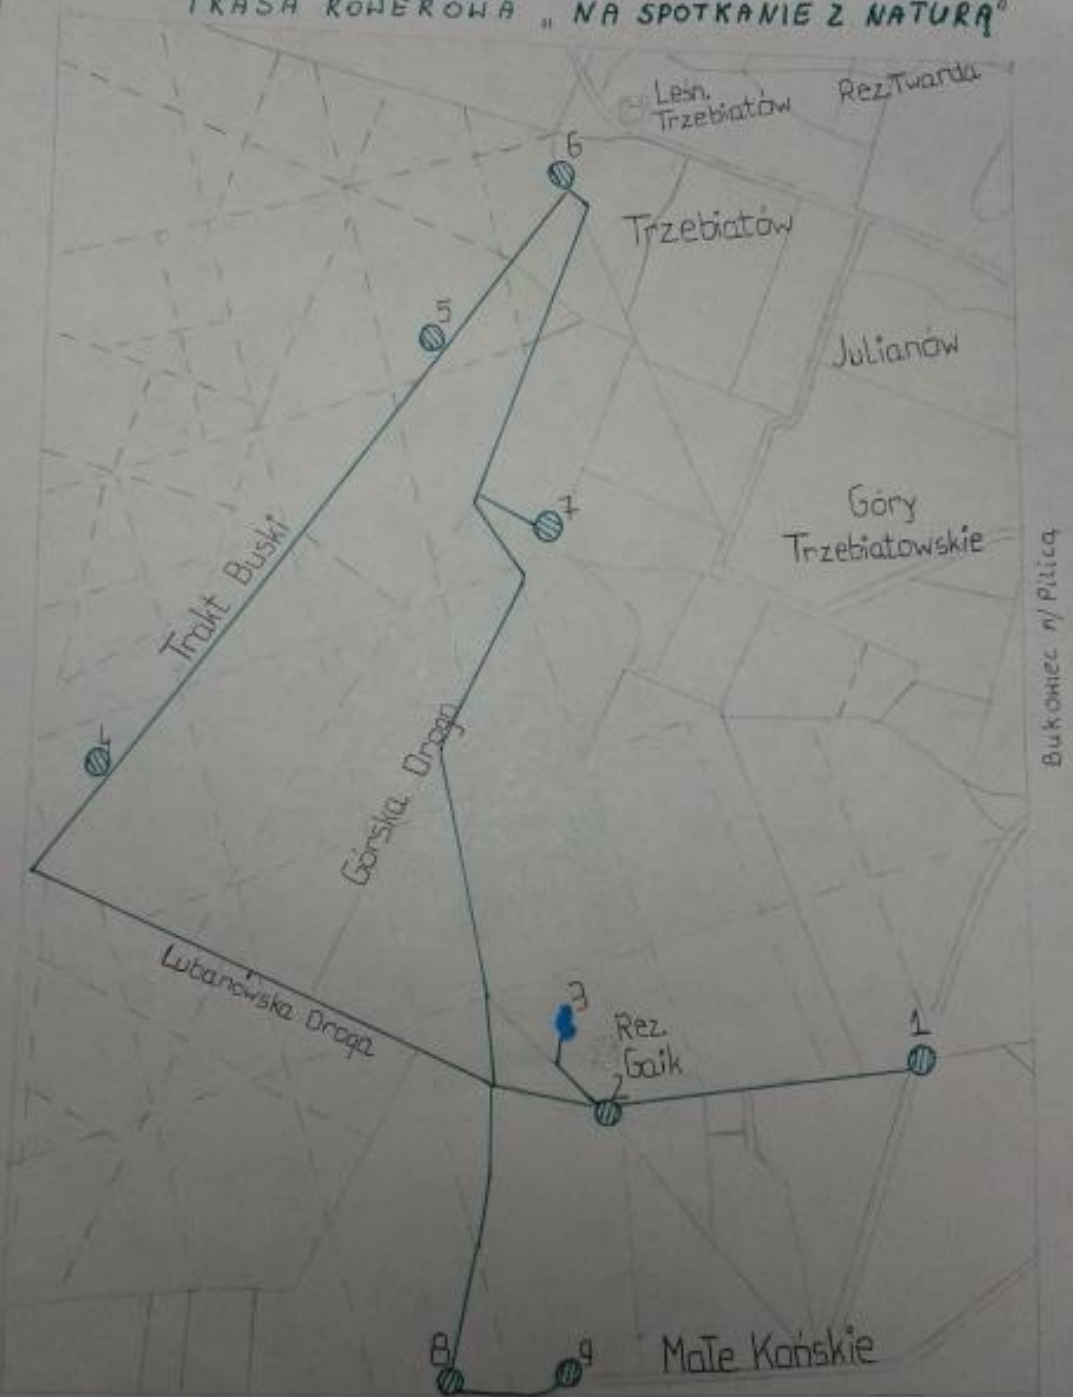 TRASA ROWEROWA „ NA SPOTKANIE Z NATURĄ"
Leśn.
Trzebiatów
Rez. Twarda
6
Trzebiatów
5
Julianów
7
Góry
Trzebiatowskie
Trakt Buski
Bukowiec n/Pilicą
Górska Droga
Lubanowska Droga
3
Rez.
Gaik
1
2
8
9
Małe Końskie